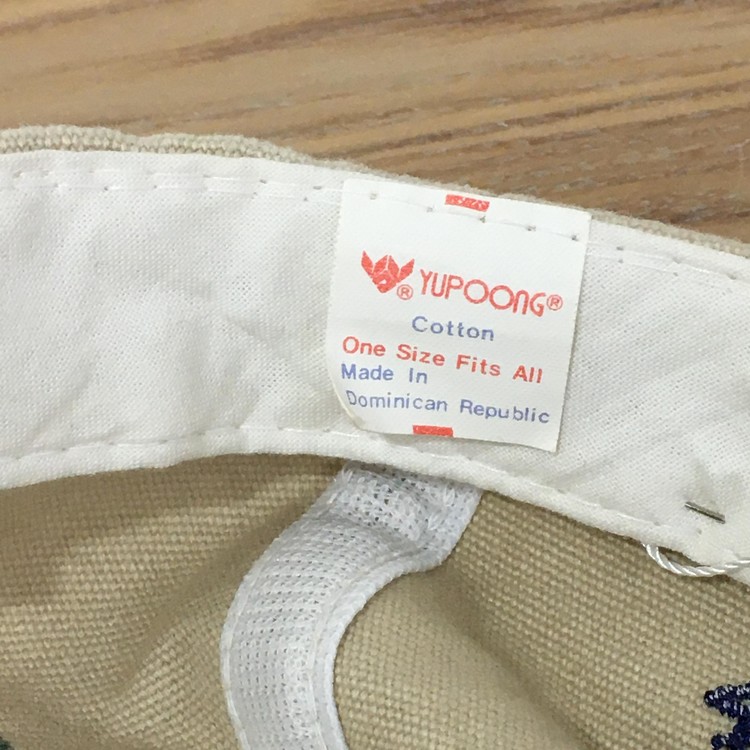 ® YUPOONG®
Cotton
One Size Fits All
Made In
Dominican Republic